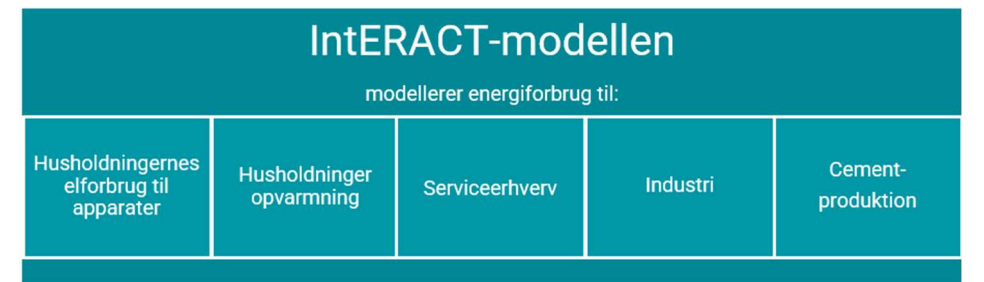 IntERACT-modellen
modellerer energiforbrug til:
Husholdningernes
elforbrug til
apparater
Husholdninger
opvarmning
Serviceerhverv
Industri
Cement-
produktion